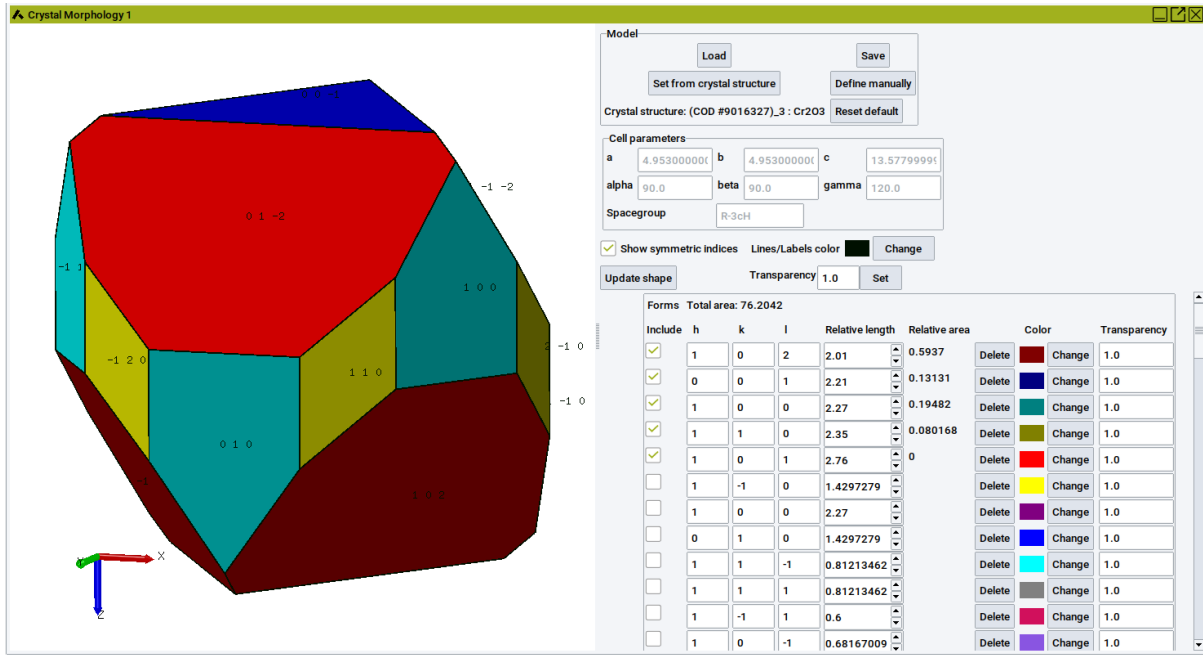 Crystal Morphology 1
Model
Load Save
Set from crystal structure Define manually
Crystal structure: (COD #9016327)_3 : Cr2O3 Reset default
Cell parameters
a 4.95300000 b 4.95300000 c 13.57799999
alpha 90.0 beta 90.0 gamma 120.0
Spacegroup R-3cH
Show symmetric indices Lines/Labels color Change
Update shape Transparency 1.0 Set
Forms Total area: 76.2042
Include h k l Relative length Relative area Color Transparency
1 0 2 2.01 0.5937 Delete Change 1.0
0 0 1 2.21 0.13131 Delete Change 1.0
1 0 0 2.27 0.19482 Delete Change 1.0
1 1 0 2.35 0.080168 Delete Change 1.0
1 0 1 2.76 0 Delete Change 1.0
1 -1 0 1.4297279 Delete Change 1.0
1 0 0 2.27 Delete Change 1.0
0 1 0 1.4297279 Delete Change 1.0
1 1 -1 0.81213462 Delete Change 1.0
1 1 1 0.81213462 Delete Change 1.0
1 -1 1 0.6 Delete Change 1.0
1 0 -1 0.68167009 Delete Change 1.0
-1 -2
0 1 -2
-1 1
1 0 0
-1 2 0
1 1 0
-1 0
-1 0
0 1 0
-1
1 0 2
X
Y
Z